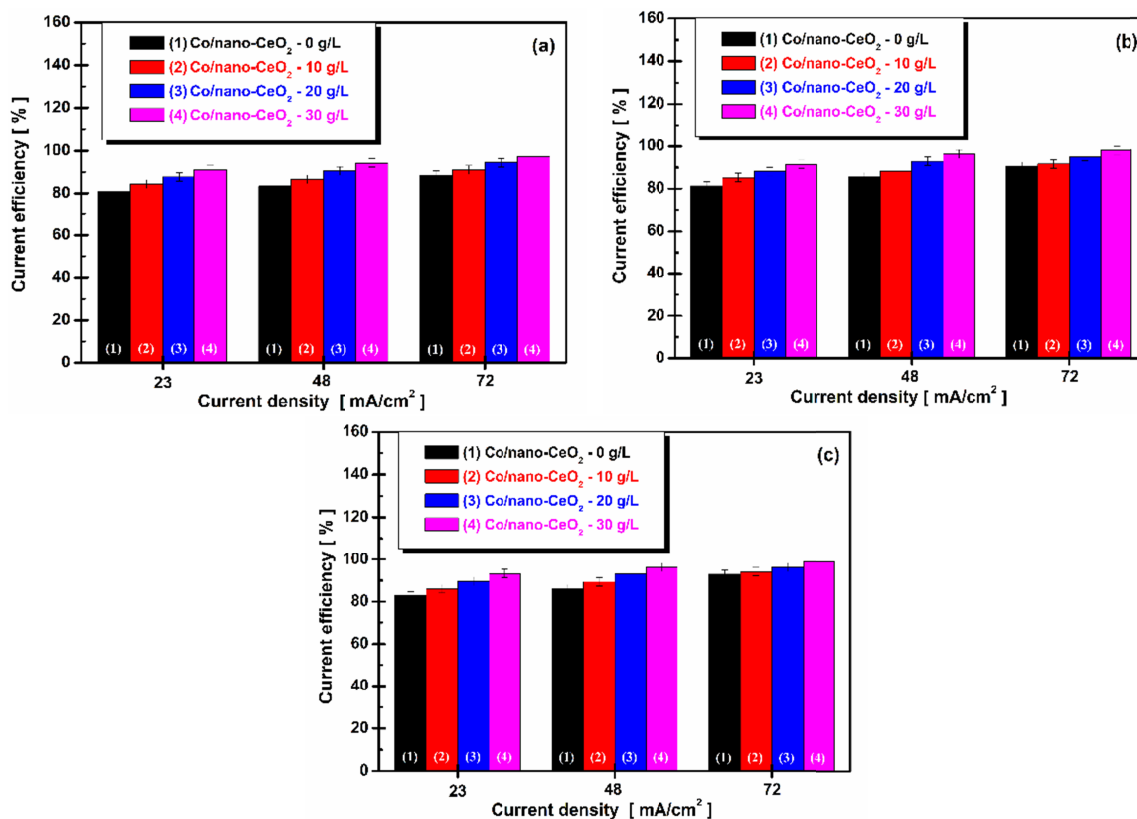 160
140
120
100
80
60
40
20
0
Current efficiency [ % ]
(1) Co/nano-CeO₂ - 0 g/L
(2) Co/nano-CeO₂ - 10 g/L
(3) Co/nano-CeO₂ - 20 g/L
(4) Co/nano-CeO₂ - 30 g/L
(a)
(1) (2) (3) (4) (1) (2) (3) (4) (1) (2) (3) (4)
23 48 72
Current density [ mA/cm² ]
160
140
120
100
80
60
40
20
0
Current efficiency [ % ]
(1) Co/nano-CeO₂ - 0 g/L
(2) Co/nano-CeO₂ - 10 g/L
(3) Co/nano-CeO₂ - 20 g/L
(4) Co/nano-CeO₂ - 30 g/L
(b)
(1) (2) (3) (4) (1) (2) (3) (4) (1) (2) (3) (4)
23 48 72
Current density [ mA/cm² ]
160
140
120
100
80
60
40
20
0
Current efficiency [ % ]
(1) Co/nano-CeO₂ - 0 g/L
(2) Co/nano-CeO₂ - 10 g/L
(3) Co/nano-CeO₂ - 20 g/L
(4) Co/nano-CeO₂ - 30 g/L
(c)
(1) (2) (3) (4) (1) (2) (3) (4) (1) (2) (3) (4)
23 48 72
Current density [ mA/cm² ]